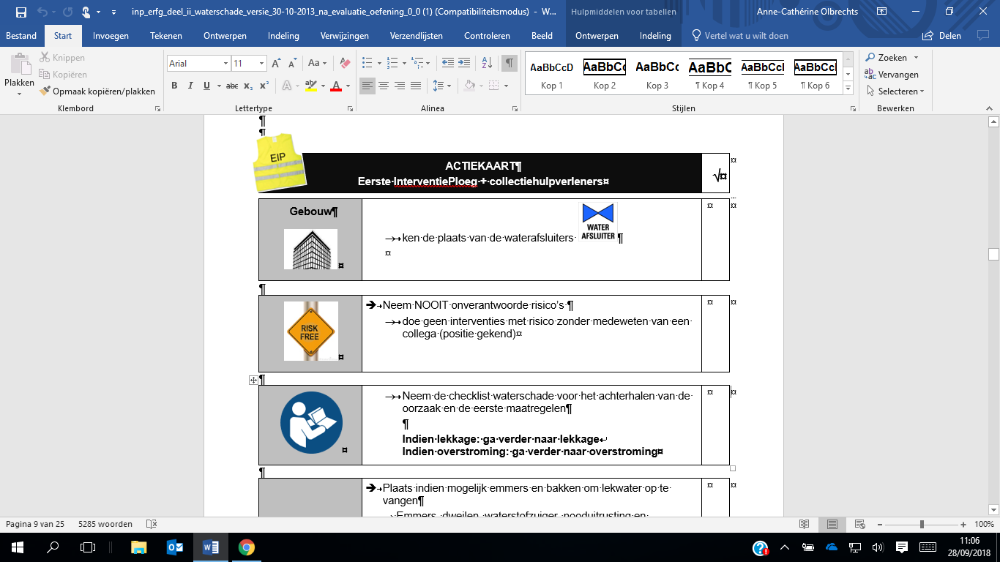 inp_erfg_deel_ii_waterschade_versie_30-10-2013_na_evaluatie_oefening_0_0 (1) (Compatibiliteitsmodus) - W...
Hulpmiddelen voor tabellen
Anne-Cathérine Olbrechts
Bestand Start Invoegen Tekenen Ontwerpen Indeling Verwijzingen Verzendlijsten Controleren Beeld Ontwerpen Indeling Vertel wat u wilt doen Delen
Plakken
Knippen
Kopiëren
Opmaak kopiëren/plakken
Klembord
Arial 11
Aa
B I U abc x₂ x²
Lettertype
Alinea
AaBbCcD AaBbCc AaBbCc AaBbC AaBbCcI AaBbCcI
Kop 1 Kop 2 Kop 3 ¶ Kop 4 ¶ Kop 5 ¶ Kop 6
Stijlen
Zoeken
Vervangen
Selecteren
Bewerken
EIP
ACTIEKAART¶
Eerste InterventiePloeg + collectiehulpverleners¤
√¤
Gebouw¶
WATER
AFSLUITER
ken de plaats van de waterafsluiters ¶
RISK
FREE
Neem NOOIT onverantwoorde risico’s ¶
doe geen interventies met risico zonder medeweten van een
collega (positie gekend)¤
Neem de checklist waterschade voor het achterhalen van de
oorzaak en de eerste maatregelen¶
¶
Indien lekkage: ga verder naar lekkage
Indien overstroming: ga verder naar overstroming¤
Plaats indien mogelijk emmers en bakken om lekwater op te
vangen¶
Emmers, dweilen, waterstofzuiger, nooduitrusting en
Pagina 9 van 25 5285 woorden 100%
11:06
28/09/2018